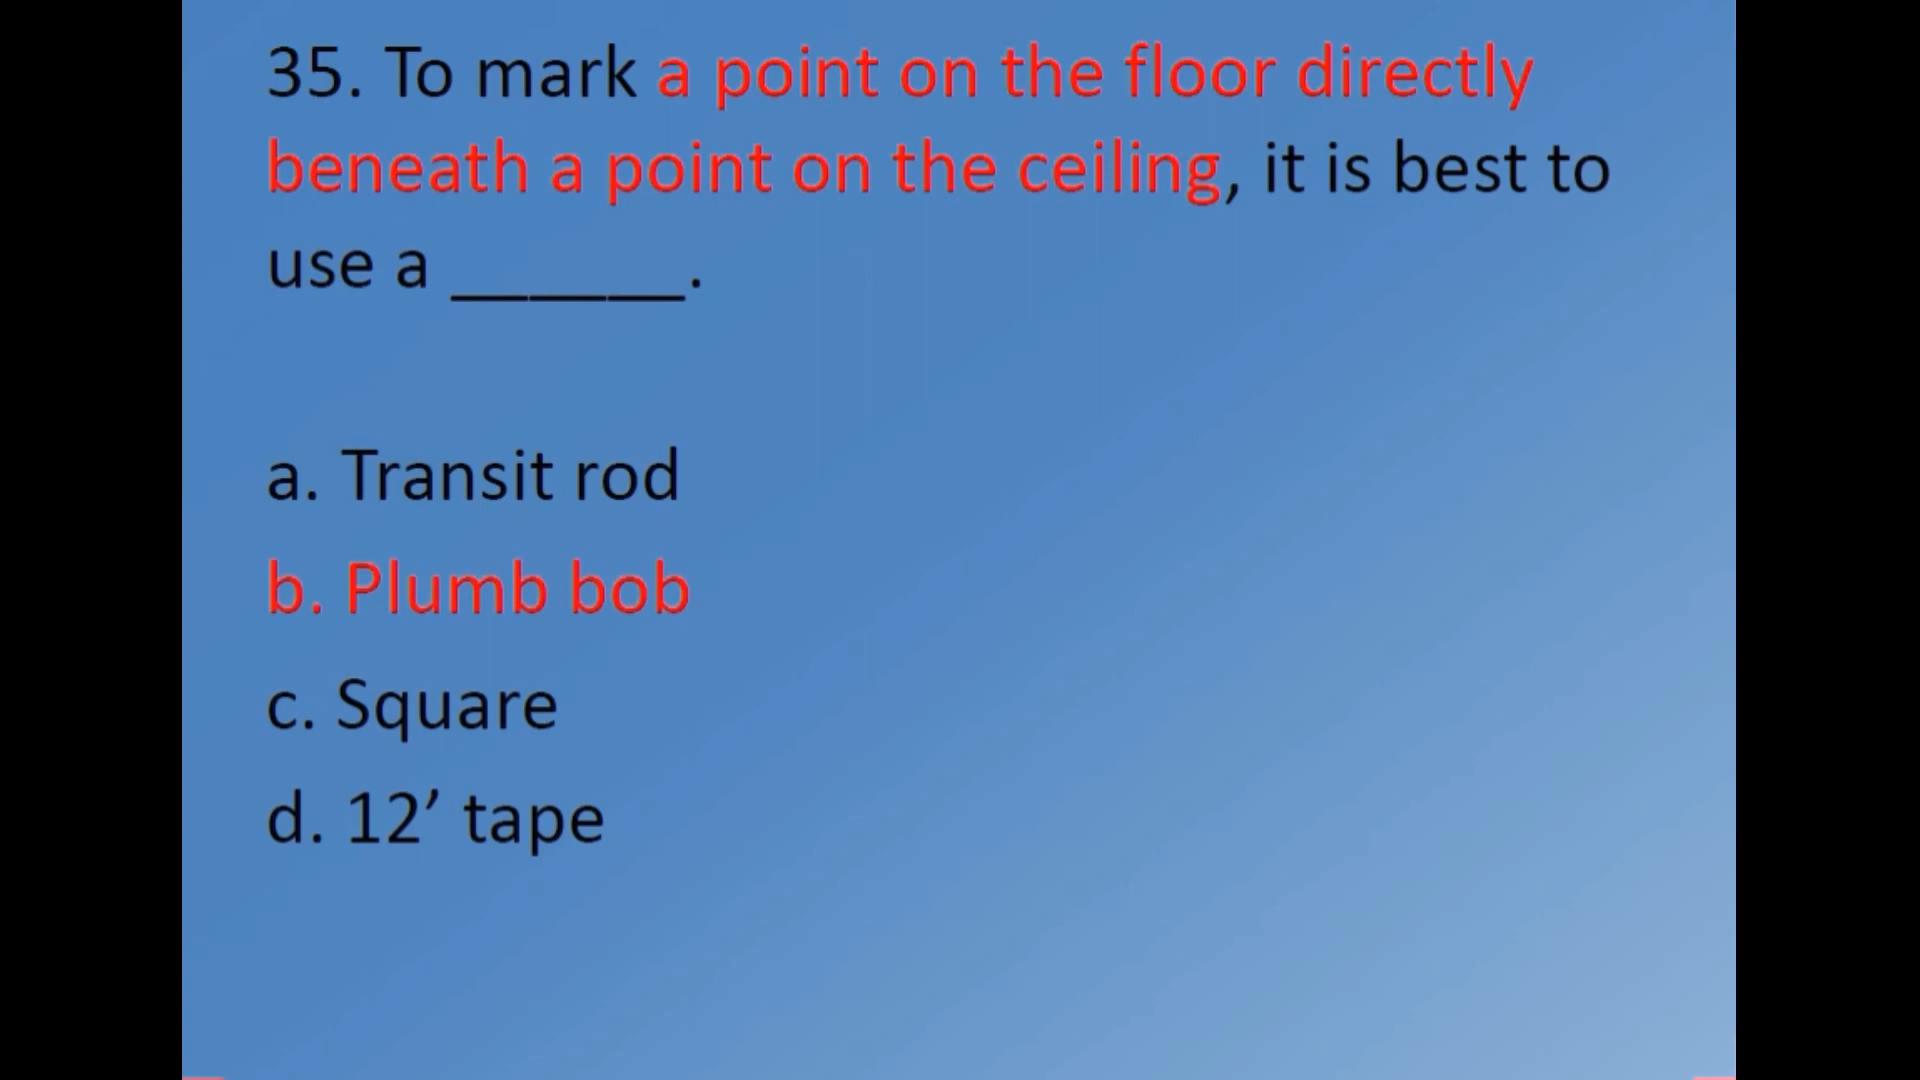 35. To mark a point on the floor directly
beneath a point on the ceiling, it is best to
use a ______.
a. Transit rod
b. Plumb bob
c. Square
d. 12’ tape